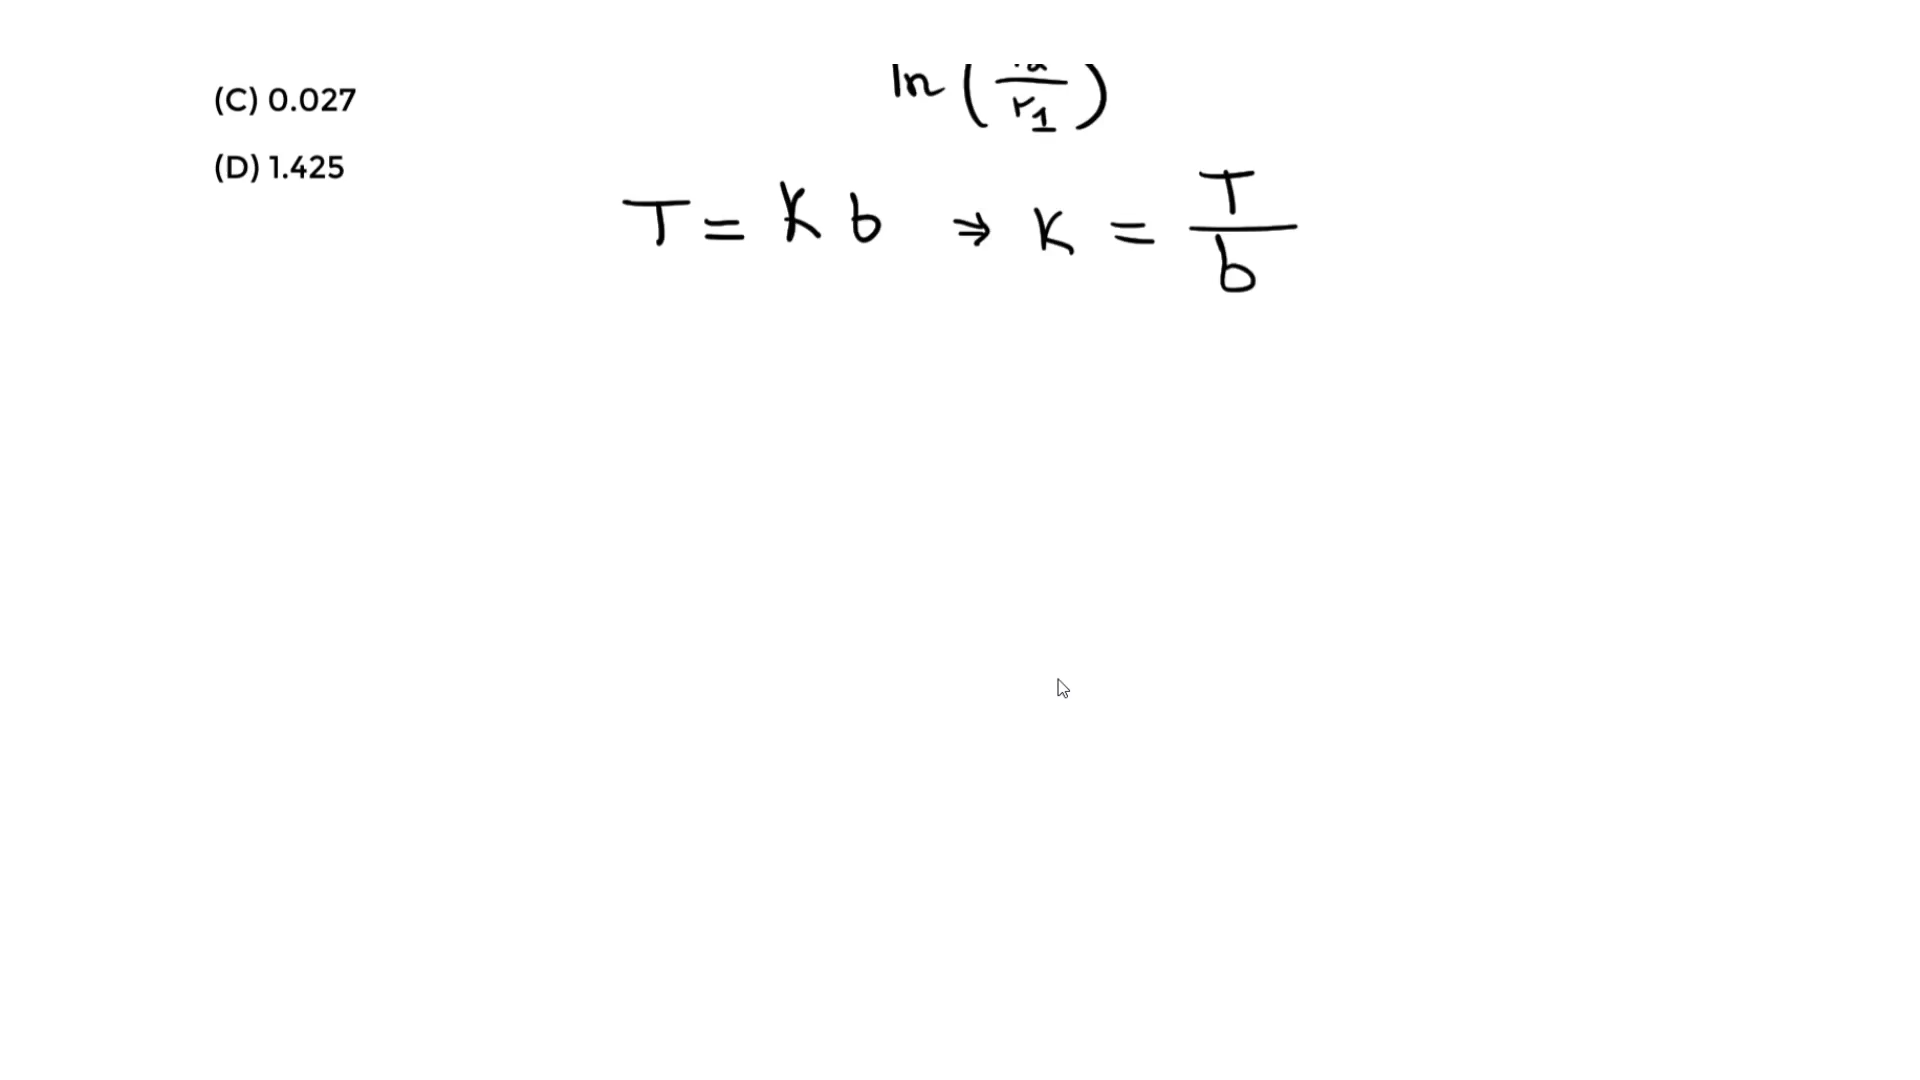 (C) 0.027
ln ( / r1 )
(D) 1.425
T = K b ⇒ K = T / b